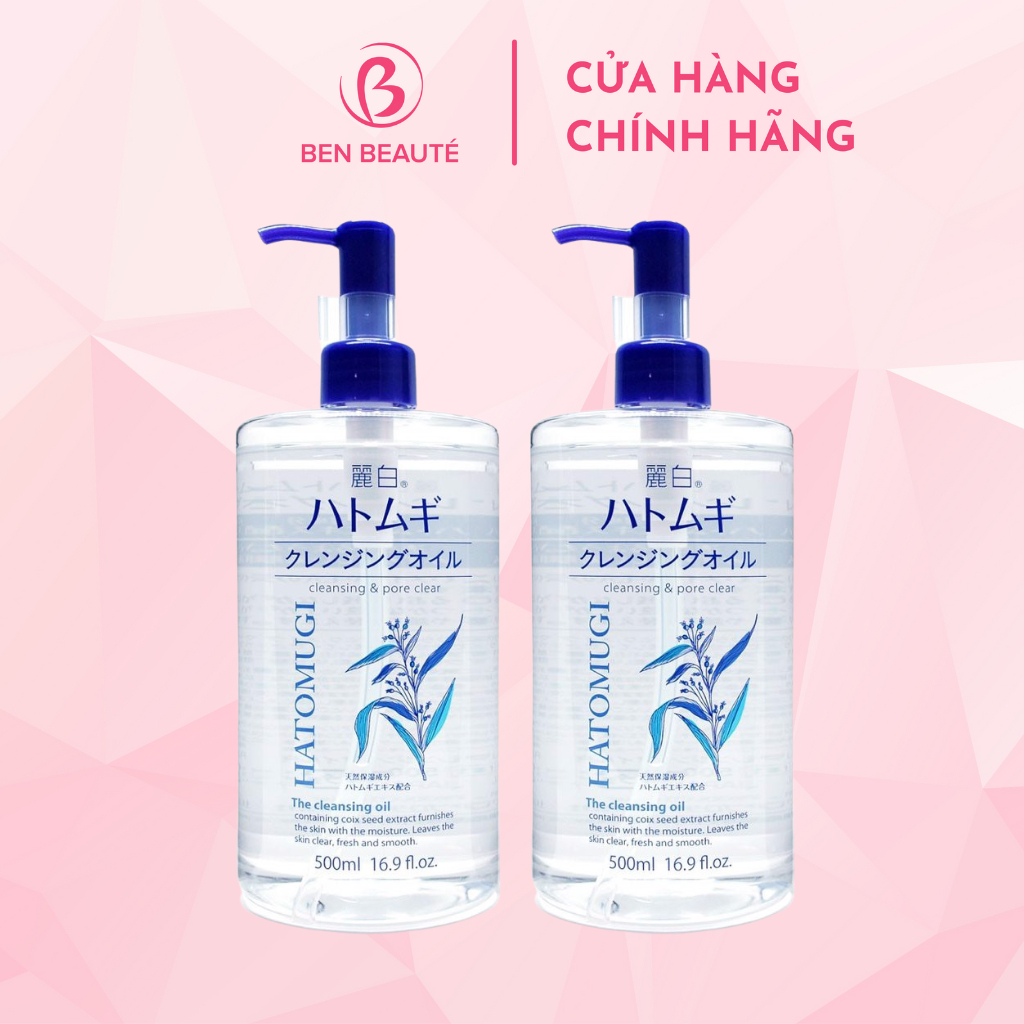 B
BEN BEAUTÉ
CỬA HÀNG
CHÍNH HÃNG
麗白®
ハトムギ
クレンジングオイル
cleansing & pore clear
HATOMUGI
天然保湿成分
ハトムギエキス配合
The cleansing oil
containing coix seed extract furnishes
the skin with the moisture. Leaves the
skin clear, fresh and smooth.
500ml 16.9 fl.oz.
麗白®
ハトムギ
クレンジングオイル
cleansing & pore clear
HATOMUGI
天然保湿成分
ハトムギエキス配合
The cleansing oil
containing coix seed extract furnishes
the skin with the moisture. Leaves the
skin clear, fresh and smooth.
500ml 16.9 fl.oz.